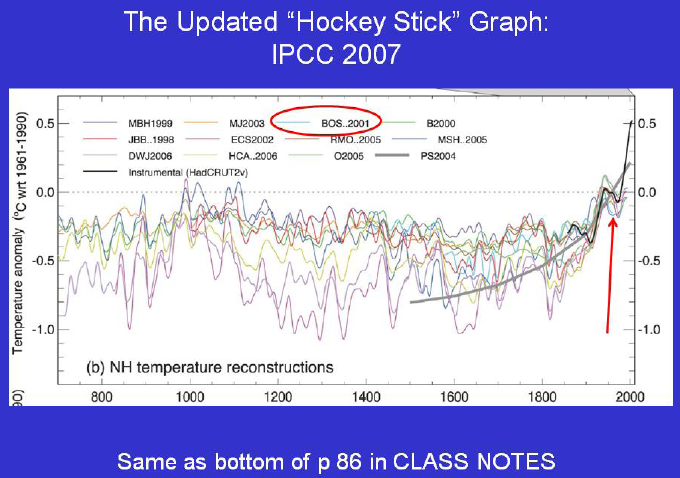 The Updated “Hockey Stick” Graph:
IPCC 2007
Temperature anomaly (°C wrt 1961-1990)
0.5
0.0
-0.5
-1.0
MBH1999 MJ2003 BOS..2001 B2000
JBB..1998 ECS2002 RMO..2005 MSH..2005
DWJ2006 HCA..2006 O2005 PS2004
Instrumental (HadCRUT2v)
0.5
0.0
-0.5
-1.0
(b) NH temperature reconstructions
90)
800 1000 1200 1400 1600 1800 2000
Same as bottom of p 86 in CLASS NOTES